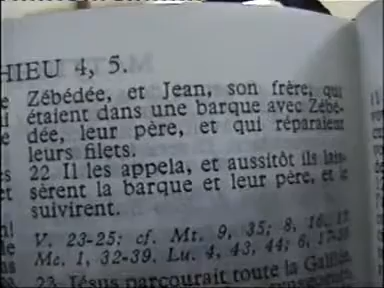 HIEU 4, 5.
Zébédée, et Jean, son frère, qui
étaient dans une barque avec Zébé-
dée, leur père, et qui réparaient
leurs filets.
22 Il les appela, et aussitôt ils lais-
sèrent la barque et leur père, et le
suivirent.
V. 23-25: cf. Mt. 9, 35; 8, 16,
Mc. 1, 32-39. Lu. 4, 43, 44; 6, 17-
23 Jésus parcourait toute la